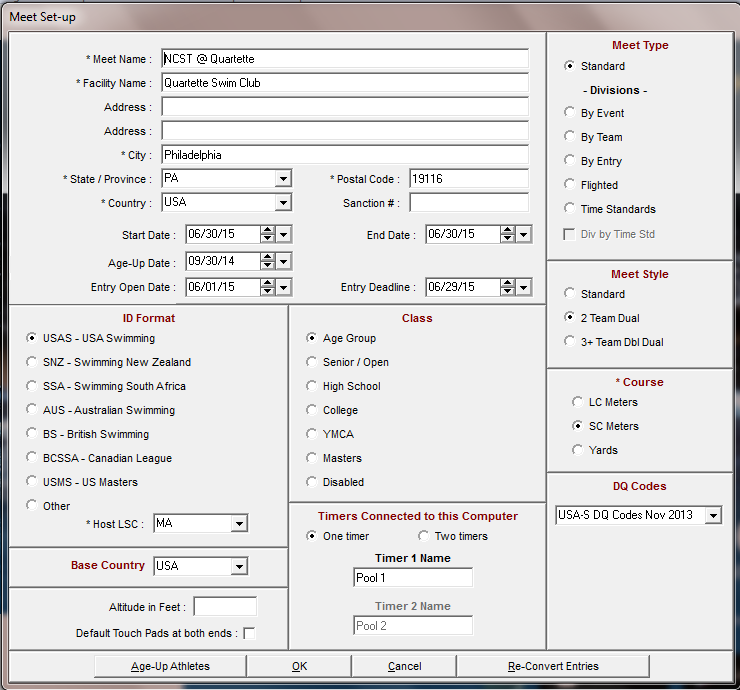 Meet Set-up
* Meet Name : NCST @ Quartette
* Facility Name : Quartette Swim Club
Address :
Address :
* City : Philadelphia
* State / Province : PA * Postal Code : 19116
* Country : USA Sanction # :
Start Date : 06/30/15 End Date : 06/30/15
Age-Up Date : 09/30/14
Entry Open Date : 06/01/15 Entry Deadline : 06/29/15
ID Format
USAS - USA Swimming
SNZ - Swimming New Zealand
SSA - Swimming South Africa
AUS - Australian Swimming
BS - British Swimming
BCSSA - Canadian League
USMS - US Masters
Other
* Host LSC : MA
Base Country USA
Altitude in Feet :
Default Touch Pads at both ends :
Class
Age Group
Senior / Open
High School
College
YMCA
Masters
Disabled
Timers Connected to this Computer
One timer Two timers
Timer 1 Name
Pool 1
Timer 2 Name
Pool 2
Meet Type
Standard
- Divisions -
By Event
By Team
By Entry
Flighted
Time Standards
Div by Time Std
Meet Style
Standard
2 Team Dual
3+ Team Dbl Dual
* Course
LC Meters
SC Meters
Yards
DQ Codes
USA-S DQ Codes Nov 2013
Age-Up Athletes OK Cancel Re-Convert Entries